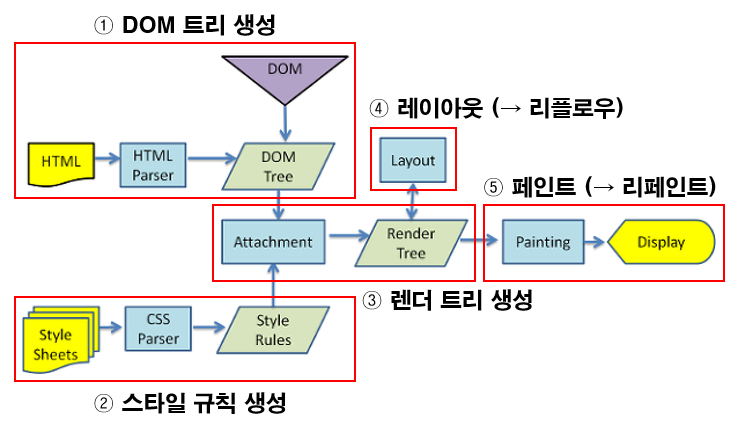 ① DOM 트리 생성
DOM
④ 레이아웃 (→ 리플로우)
HTML
HTML
Parser
DOM
Tree
Layout
⑤ 페인트 (→ 리페인트)
Attachment
Render
Tree
Painting
Display
③ 렌더 트리 생성
Style
Sheets
CSS
Parser
Style
Rules
② 스타일 규칙 생성